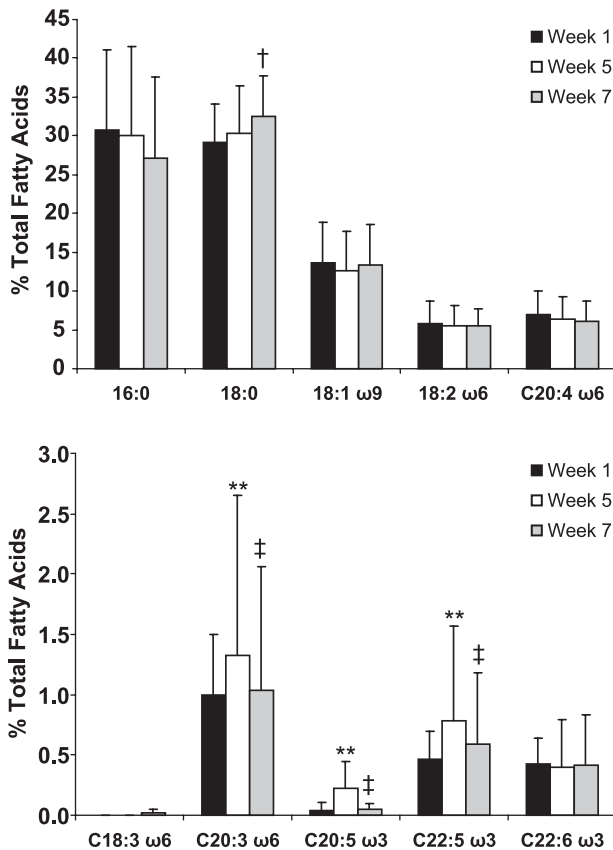 45
40
35
30
25
20
15
10
5
0
% Total Fatty Acids
†
Week 1
Week 5
Week 7
16:0 18:0 18:1 ω9 18:2 ω6 C20:4 ω6
3.0
2.5
2.0
1.5
1.0
0.5
0.0
% Total Fatty Acids
** ‡ ** ‡ ** ‡
Week 1
Week 5
Week 7
C18:3 ω6 C20:3 ω6 C20:5 ω3 C22:5 ω3 C22:6 ω3